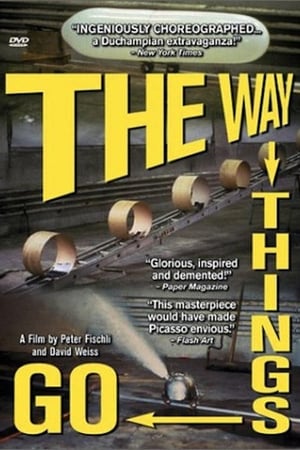 "INGENIOUSLY CHOREOGRAPHED...
a Duchampian extravaganza!"
– New York Times
DVD
THE WAY
THINGS
GO
"Glorious, inspired
and demented!"
– Paper Magazine
"This masterpiece
would have made
Picasso envious."
– Flash Art
A Film by Peter Fischli
and David Weiss